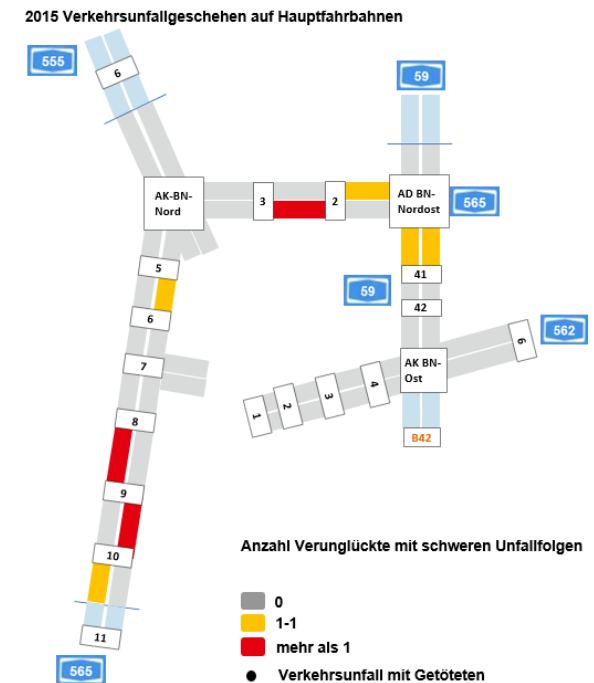 2015 Verkehrsunfallgeschehen auf Hauptfahrbahnen
555
6
59
AK-BN-
Nord
3
2
AD BN-
Nordost
565
5
41
59
42
6
562
6
7
AK BN-
Ost
1
2
3
4
8
B42
9
10
11
565
Anzahl Verunglückte mit schweren Unfallfolgen
0
1-1
mehr als 1
Verkehrsunfall mit Getöteten